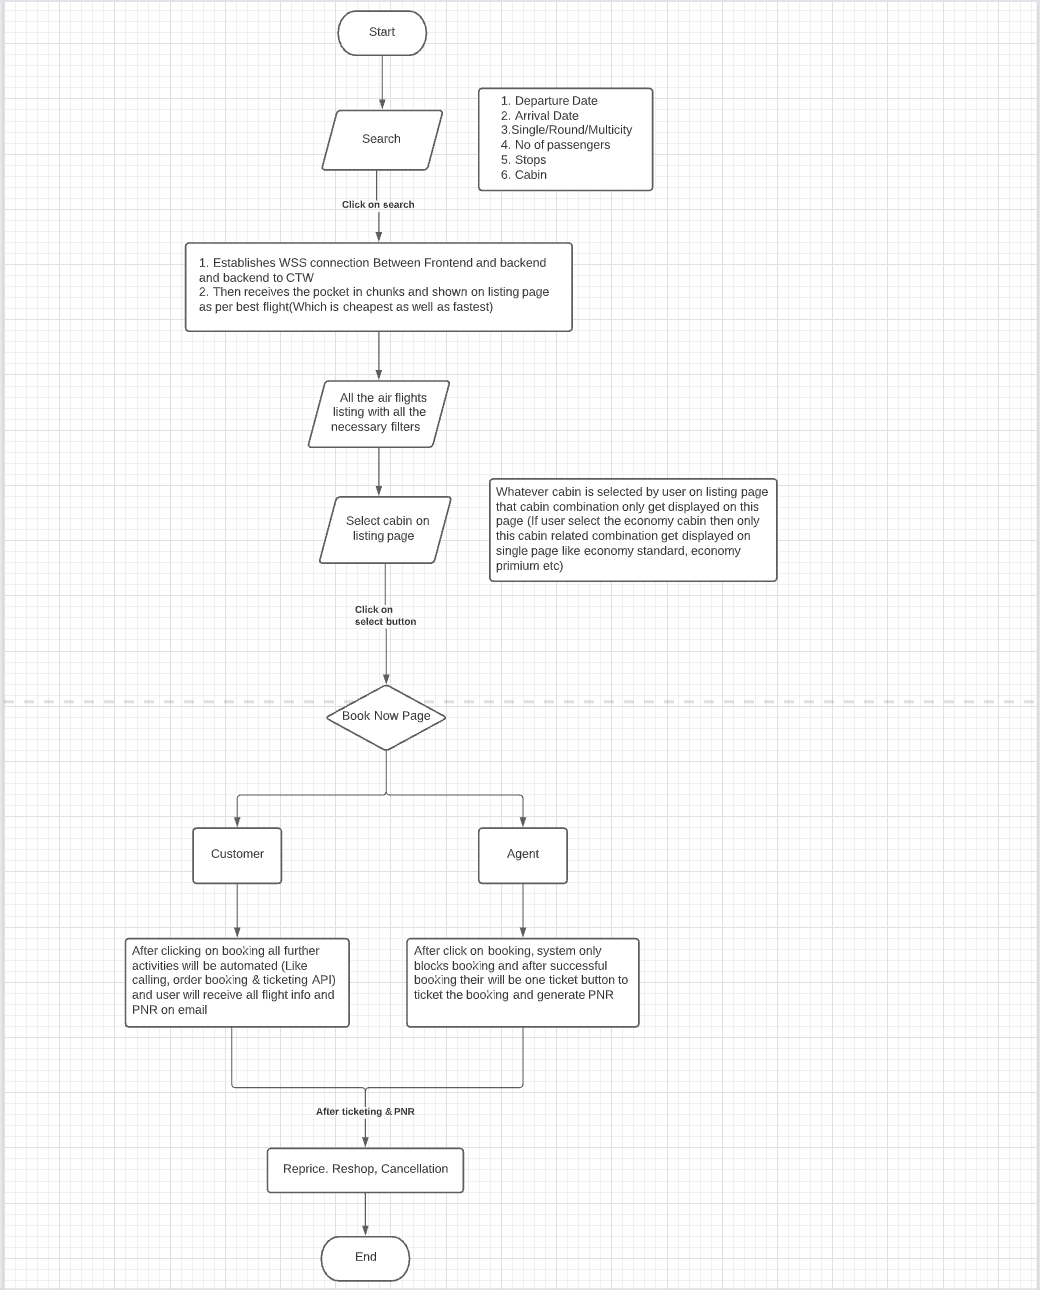 Start
Search
1. Departure Date
2. Arrival Date
3.Single/Round/Multicity
4. No of passengers
5. Stops
6. Cabin
Click on search
1. Establishes WSS connection Between Frontend and backend
and backend to CTW
2. Then receives the pocket in chunks and shown on listing page
as per best flight(Which is cheapest as well as fastest)
All the air flights
listing with all the
necessary filters
Select cabin on
listing page
Whatever cabin is selected by user on listing page
that cabin combination only get displayed on this
page (If user select the economy cabin then only
this cabin related combination get displayed on
single page like economy standard, economy
primium etc)
Click on
select button
Book Now Page
Customer
Agent
After clicking on booking all further
activities will be automated (Like
calling, order booking & ticketing API)
and user will receive all flight info and
PNR on email
After click on booking, system only
blocks booking and after successful
booking their will be one ticket button to
ticket the booking and generate PNR
After ticketing & PNR
Reprice. Reshop, Cancellation
End